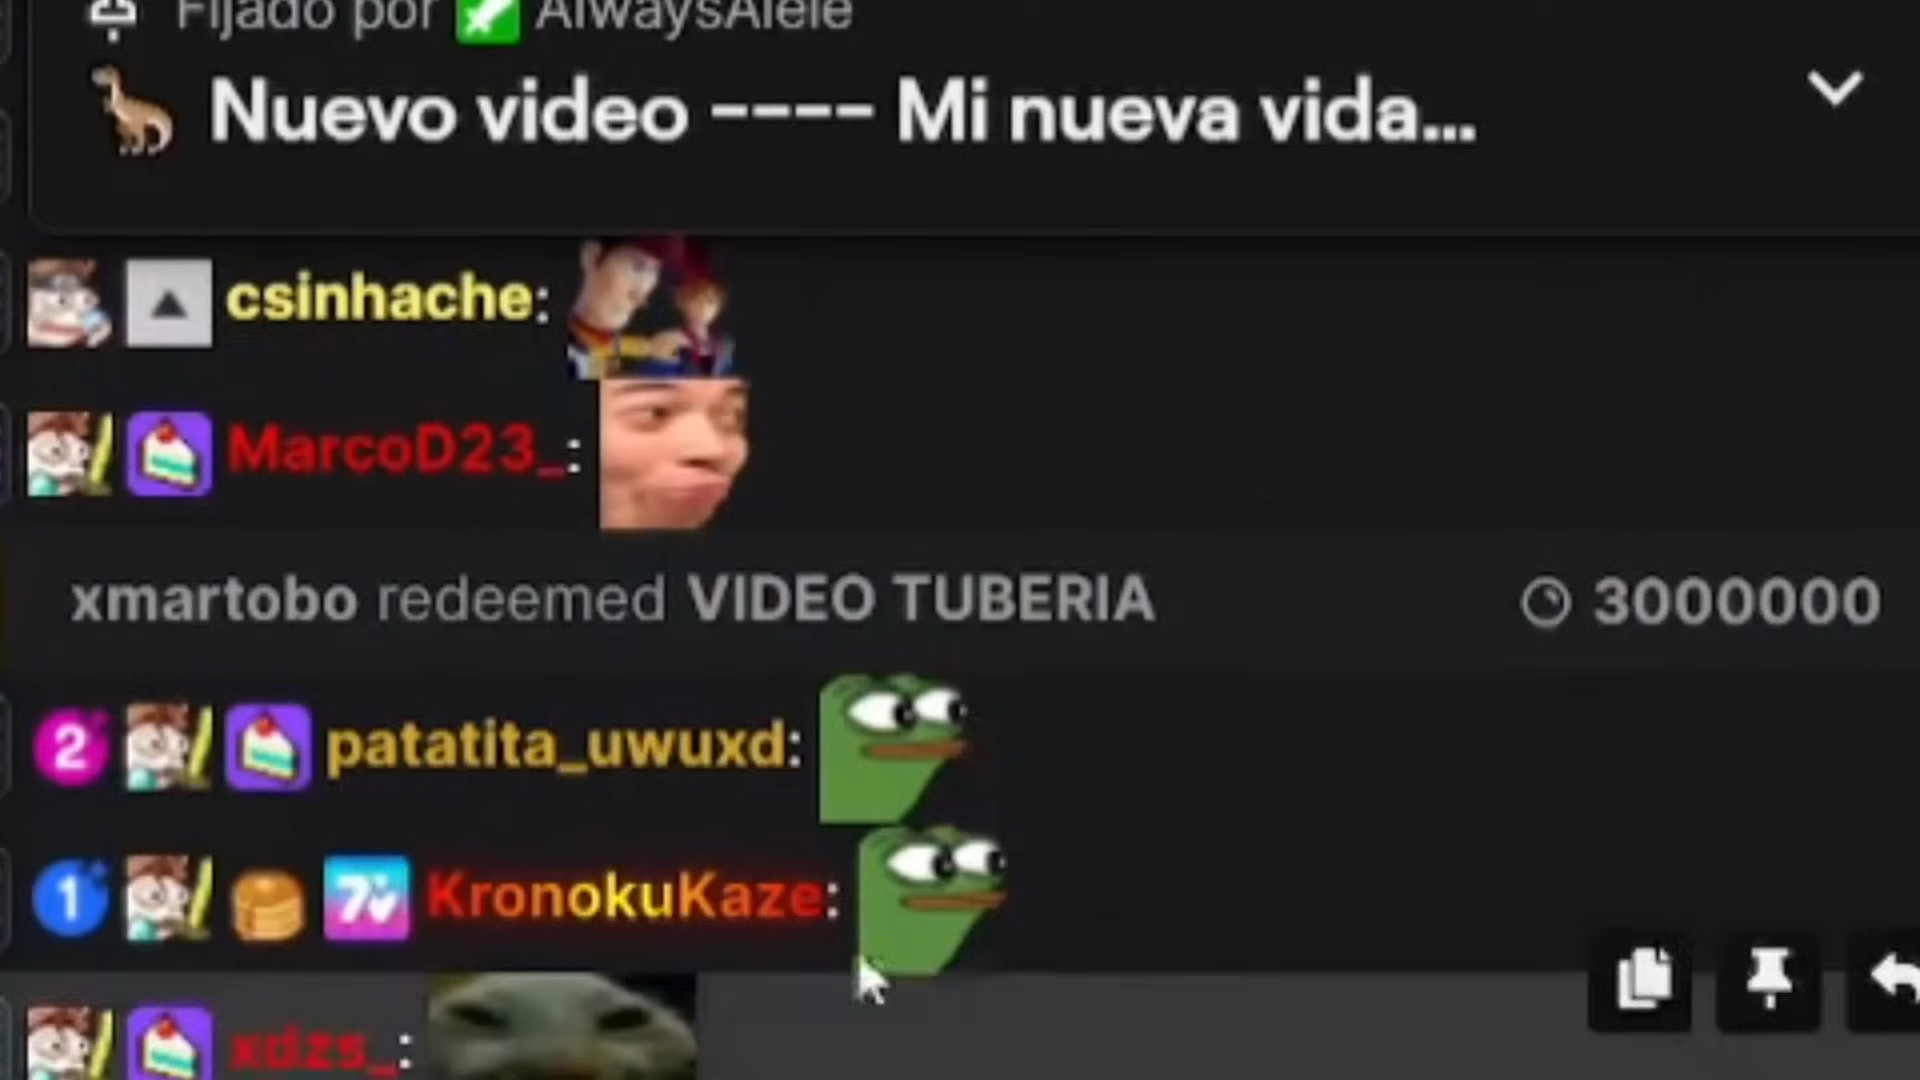 Fijado por AlwaysAlele
Nuevo video ---- Mi nueva vida...
csinhache:
MarcoD23_:
xmartobo redeemed VIDEO TUBERIA 3000000
2 patatita_uwuxd:
1 7v KronokuKaze:
xdzs_: